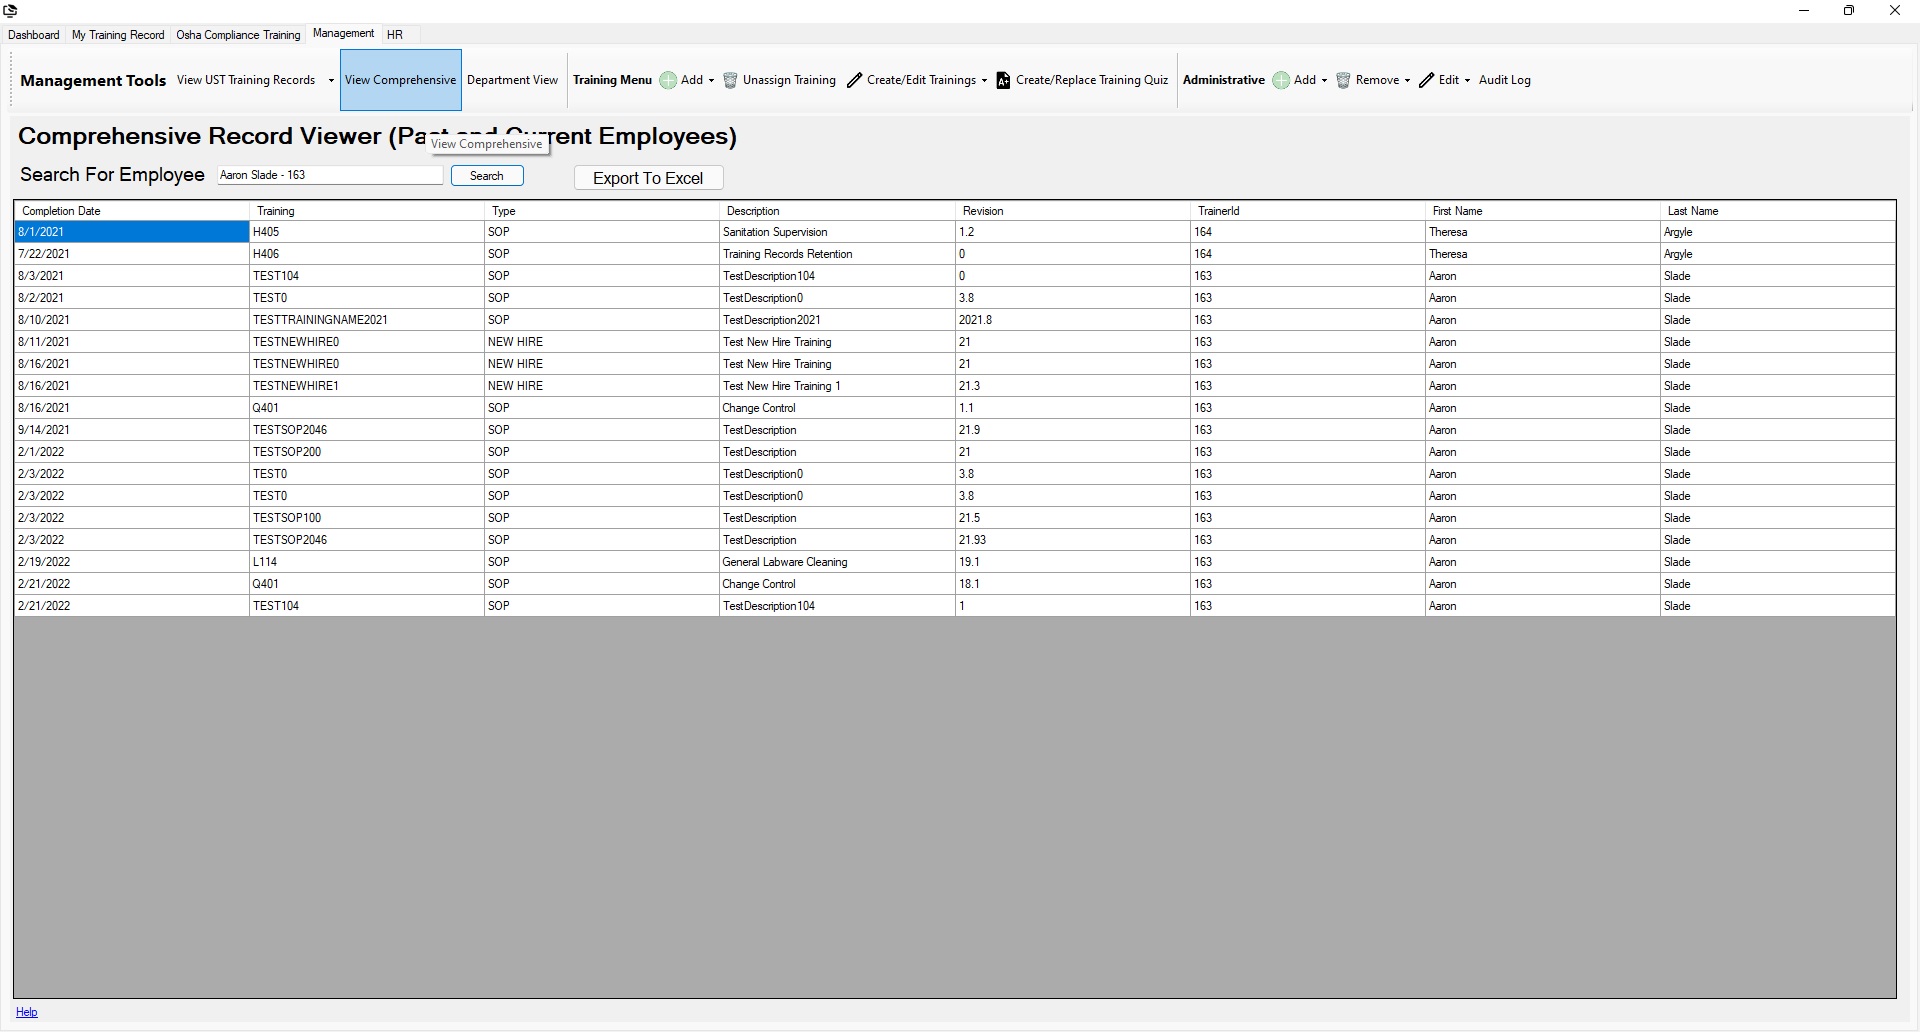 Dashboard My Training Record Osha Compliance Training Management HR
Management Tools View UST Training Records View Comprehensive Department View Training Menu Add Unassign Training Create/Edit Trainings Create/Replace Training Quiz Administrative Add Remove Edit Audit Log
Comprehensive Record Viewer (Past and Current Employees)
View Comprehensive
Search For Employee Aaron Slade - 163 Search Export To Excel
Completion Date Training Type Description Revision TrainerId First Name Last Name
8/1/2021 H405 SOP Sanitation Supervision 1.2 164 Theresa Argyle
7/22/2021 H406 SOP Training Records Retention 0 164 Theresa Argyle
8/3/2021 TEST104 SOP TestDescription104 0 163 Aaron Slade
8/2/2021 TEST0 SOP TestDescription0 3.8 163 Aaron Slade
8/10/2021 TESTTRAININGNAME2021 SOP TestDescription2021 2021.8 163 Aaron Slade
8/11/2021 TESTNEWHIRE0 NEW HIRE Test New Hire Training 21 163 Aaron Slade
8/16/2021 TESTNEWHIRE0 NEW HIRE Test New Hire Training 21 163 Aaron Slade
8/16/2021 TESTNEWHIRE1 NEW HIRE Test New Hire Training 1 21.3 163 Aaron Slade
8/16/2021 Q401 SOP Change Control 1.1 163 Aaron Slade
9/14/2021 TESTSOP2046 SOP TestDescription 21.9 163 Aaron Slade
2/1/2022 TESTSOP200 SOP TestDescription 21 163 Aaron Slade
2/3/2022 TEST0 SOP TestDescription0 3.8 163 Aaron Slade
2/3/2022 TEST0 SOP TestDescription0 3.8 163 Aaron Slade
2/3/2022 TESTSOP100 SOP TestDescription 21.5 163 Aaron Slade
2/3/2022 TESTSOP2046 SOP TestDescription 21.93 163 Aaron Slade
2/19/2022 L114 SOP General Labware Cleaning 19.1 163 Aaron Slade
2/21/2022 Q401 SOP Change Control 18.1 163 Aaron Slade
2/21/2022 TEST104 SOP TestDescription104 1 163 Aaron Slade
Help